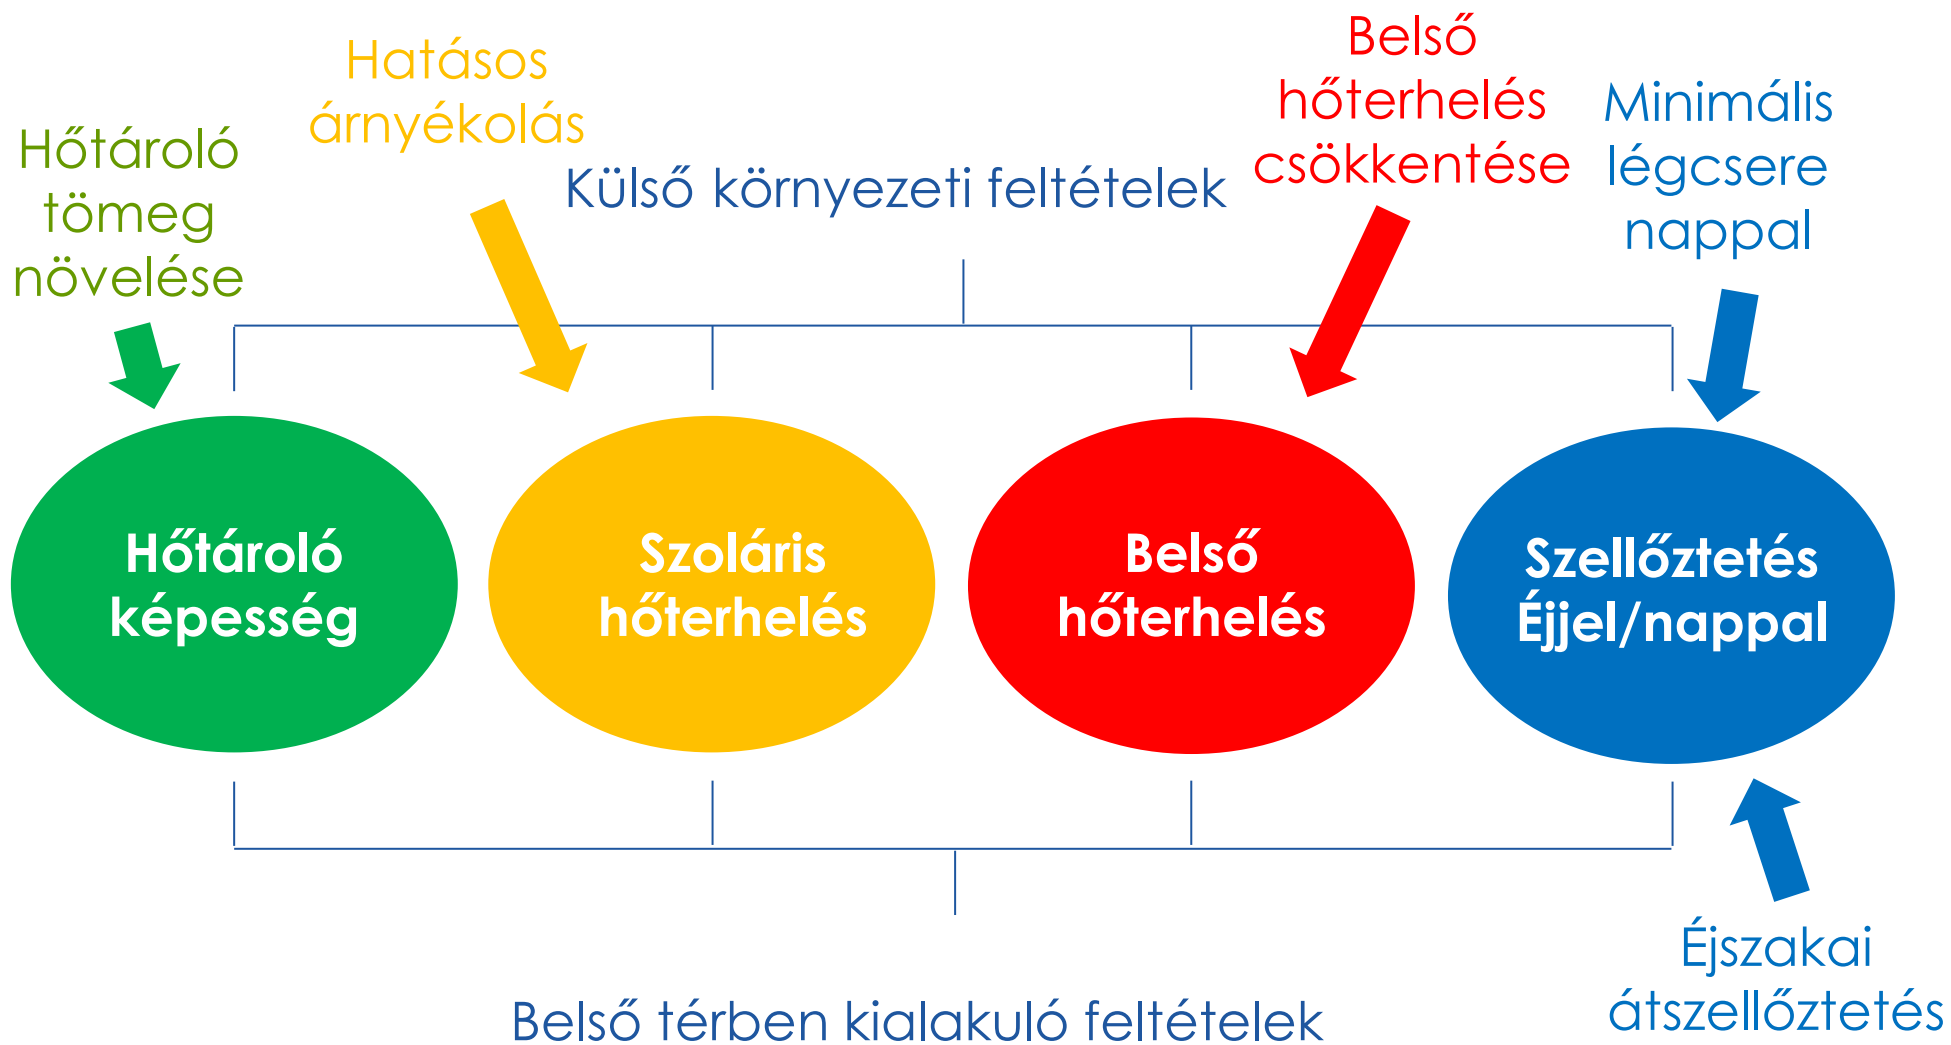 Hatásos
árnyékolás
Belső
hőterhelés
csökkentése
Minimális
légcsere
nappal
Hőtároló
tömeg
növelése
Külső környezeti feltételek
Hőtároló
képesség
Szoláris
hőterhelés
Belső
hőterhelés
Szellőztetés
Éjjel/nappal
Éjszakai
átszellőztetés
Belső térben kialakuló feltételek